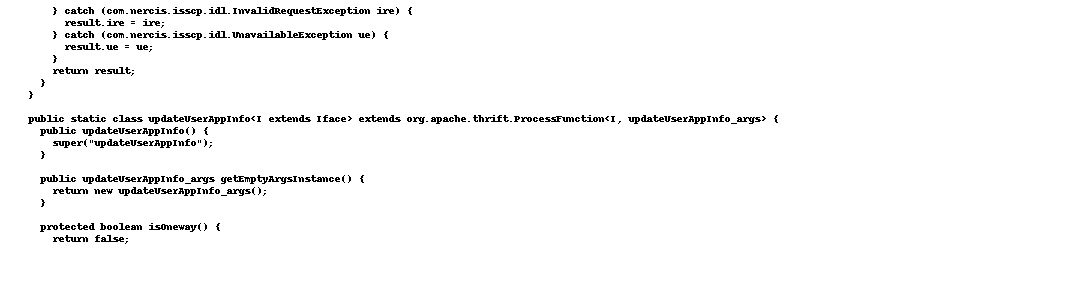 } catch (com.nercis.isscp.idl.InvalidRequestException ire) {
result.ire = ire;
} catch (com.nercis.isscp.idl.UnavailableException ue) {
result.ue = ue;
}
return result;
}
}
public static class updateUserAppInfo<I extends Iface> extends org.apache.thrift.ProcessFunction<I, updateUserAppInfo_args> {
public updateUserAppInfo() {
super("updateUserAppInfo");
}
public updateUserAppInfo_args getEmptyArgsInstance() {
return new updateUserAppInfo_args();
}
protected boolean isOneway() {
return false;